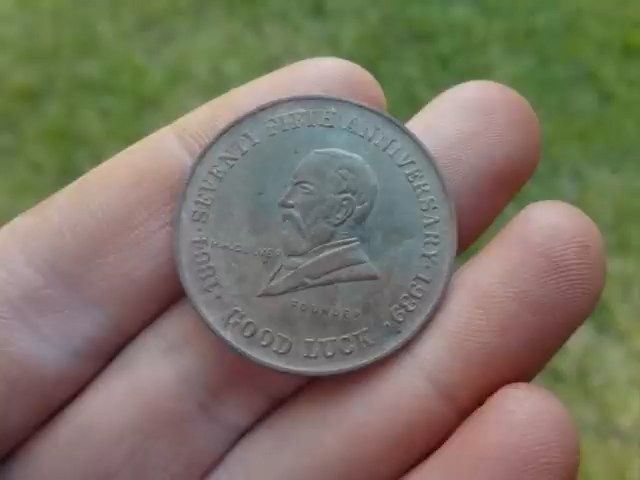 SEVENTY FIFTH ANNIVERSARY
FOUNDER
1864 · GOOD LUCK · 1939